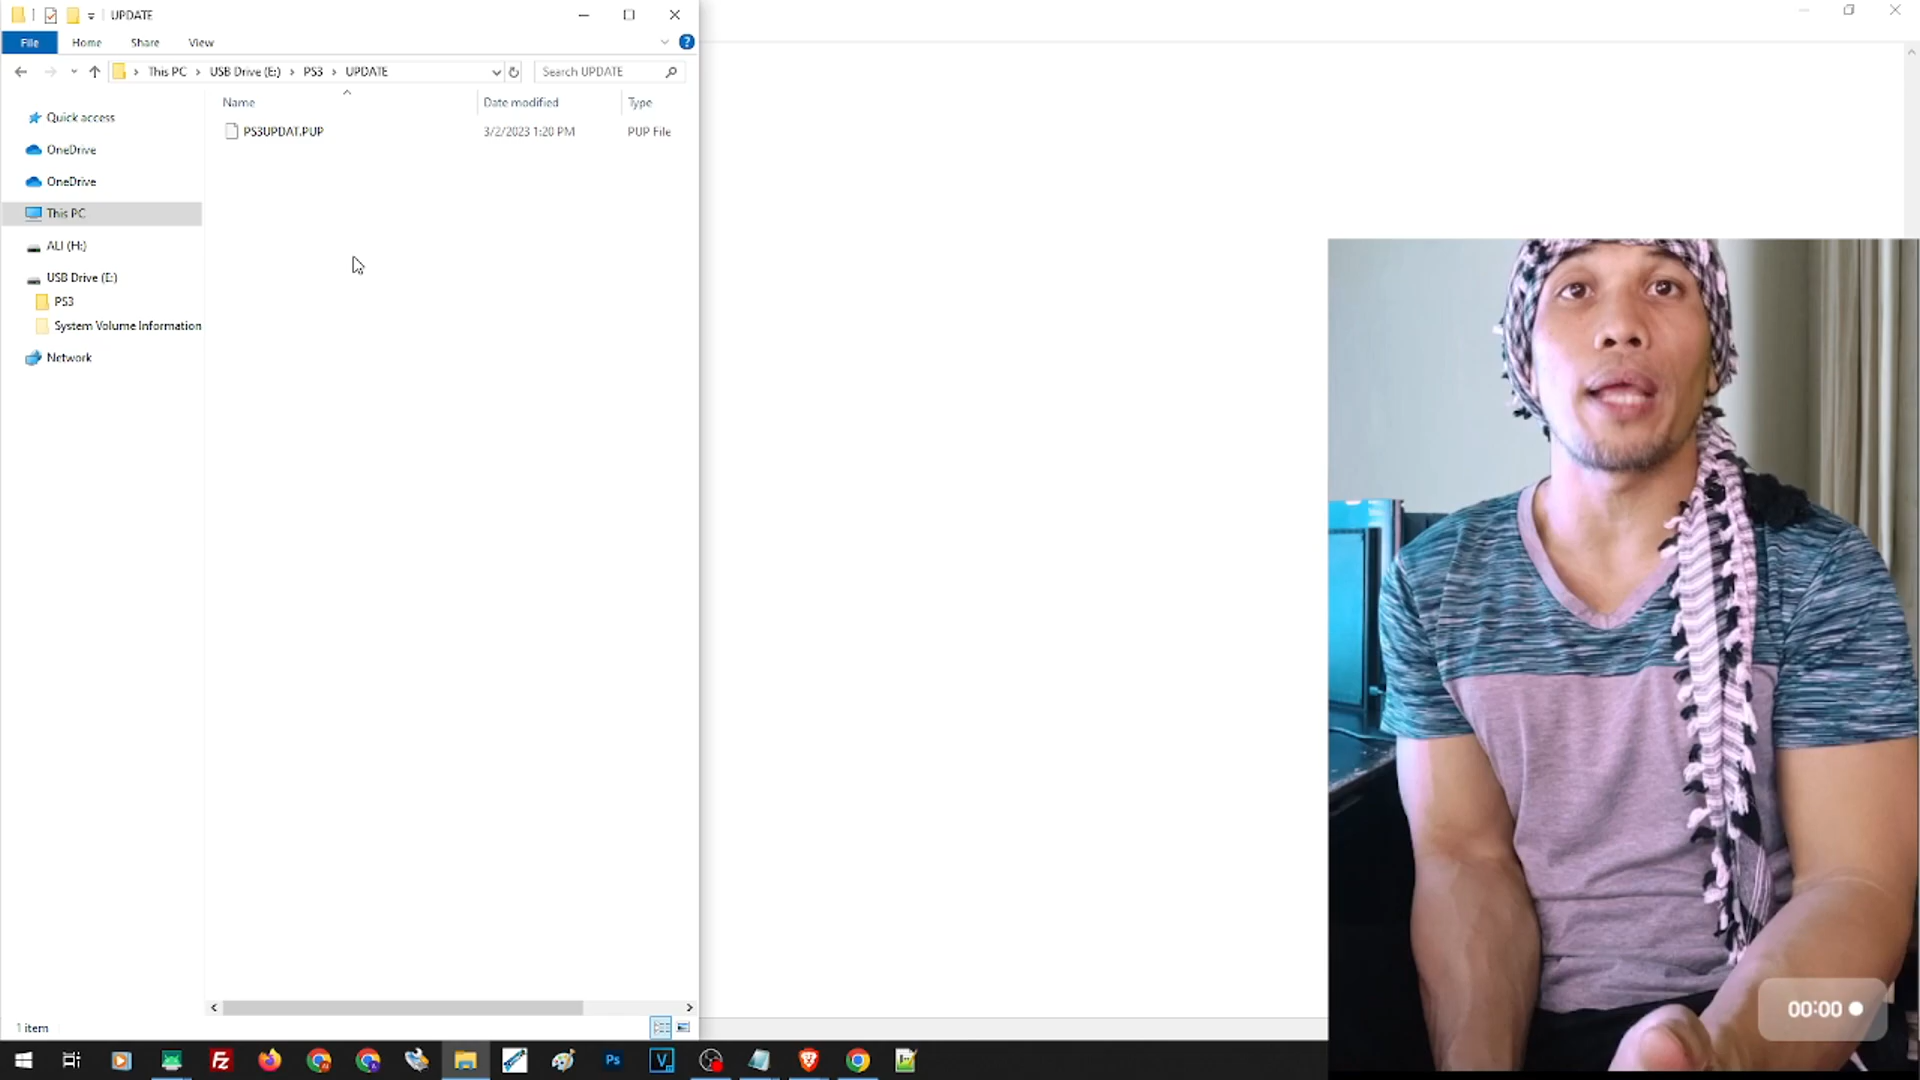 UPDATE
File Home Share View
This PC USB Drive (E:) PS3 UPDATE
Search UPDATE
Name Date modified Type
PS3UPDAT.PUP 3/2/2023 1:20 PM PUP File
Quick access
OneDrive
OneDrive
This PC
ALI (H:)
USB Drive (E:)
PS3
System Volume Information
Network
1 item
00:00
Ps
V